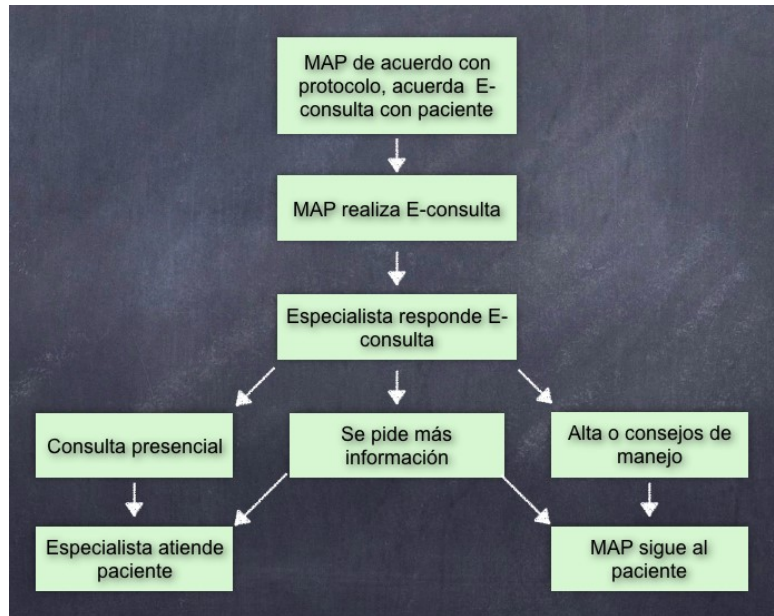 MAP de acuerdo con
protocolo, acuerda E-
consulta con paciente
MAP realiza E-consulta
Especialista responde E-
consulta
Consulta presencial
Se pide más
información
Alta o consejos de
manejo
Especialista atiende
paciente
MAP sigue al
paciente